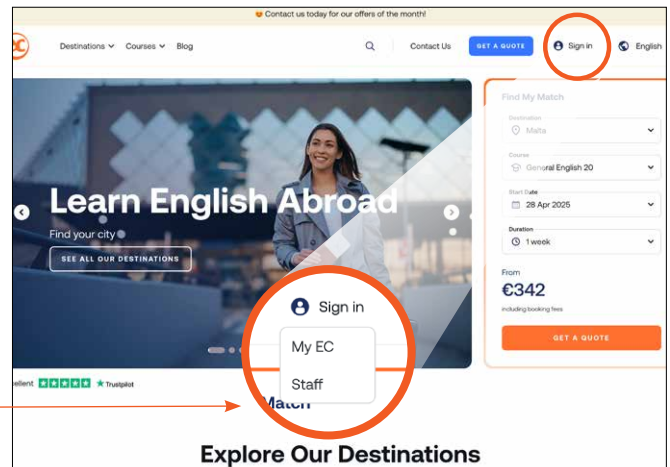 Contact us today for our offers of the month!
Destinations Courses Blog Contact Us GET A QUOTE Sign in English
Find My Match
Destination
Malta
Course
General English 20
Start Date
28 Apr 2025
Duration
1 week
From
€342
including booking fees
GET A QUOTE
Learn English Abroad
Find your city
SEE ALL OUR DESTINATIONS
Sign in
My EC
Staff
Trustpilot
Match
Explore Our Destinations